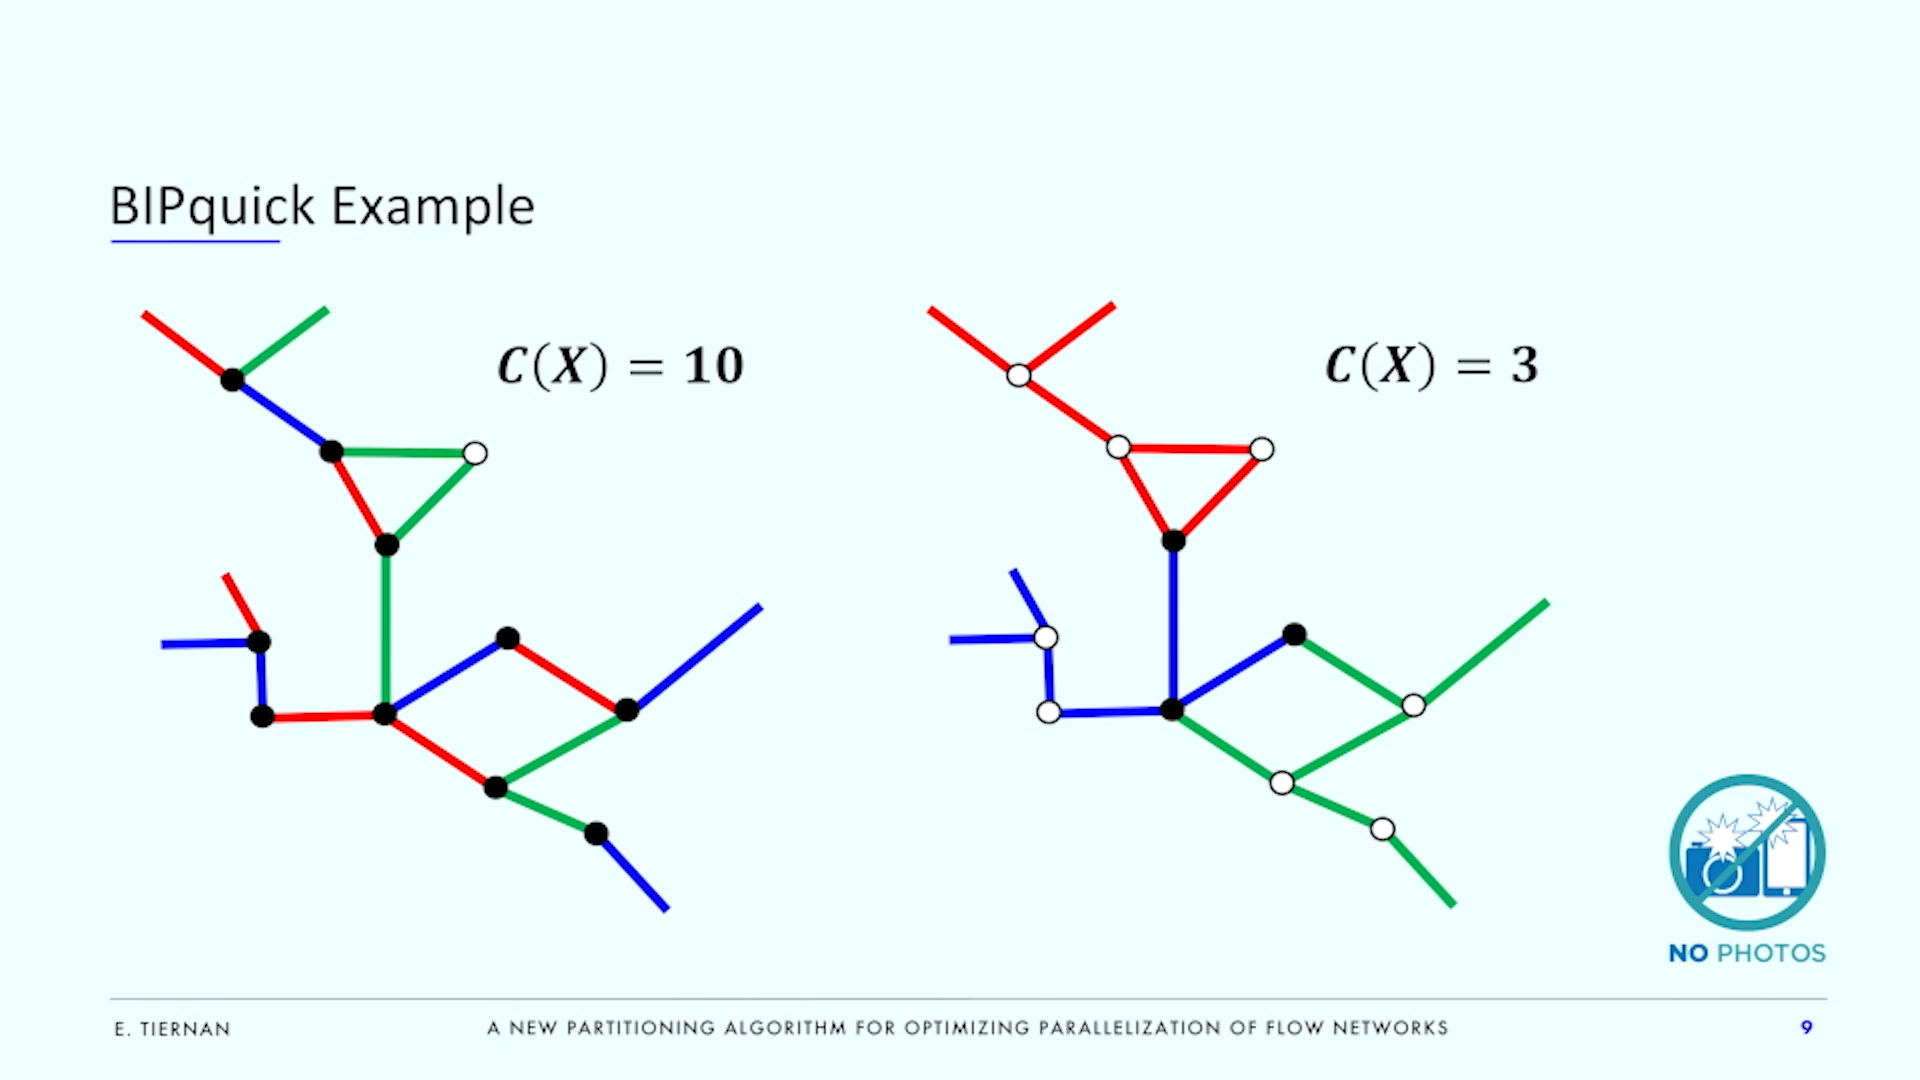 BIPquick Example
C(X) = 10
C(X) = 3
NO PHOTOS
E. TIERNAN
A NEW PARTITIONING ALGORITHM FOR OPTIMIZING PARALLELIZATION OF FLOW NETWORKS
9